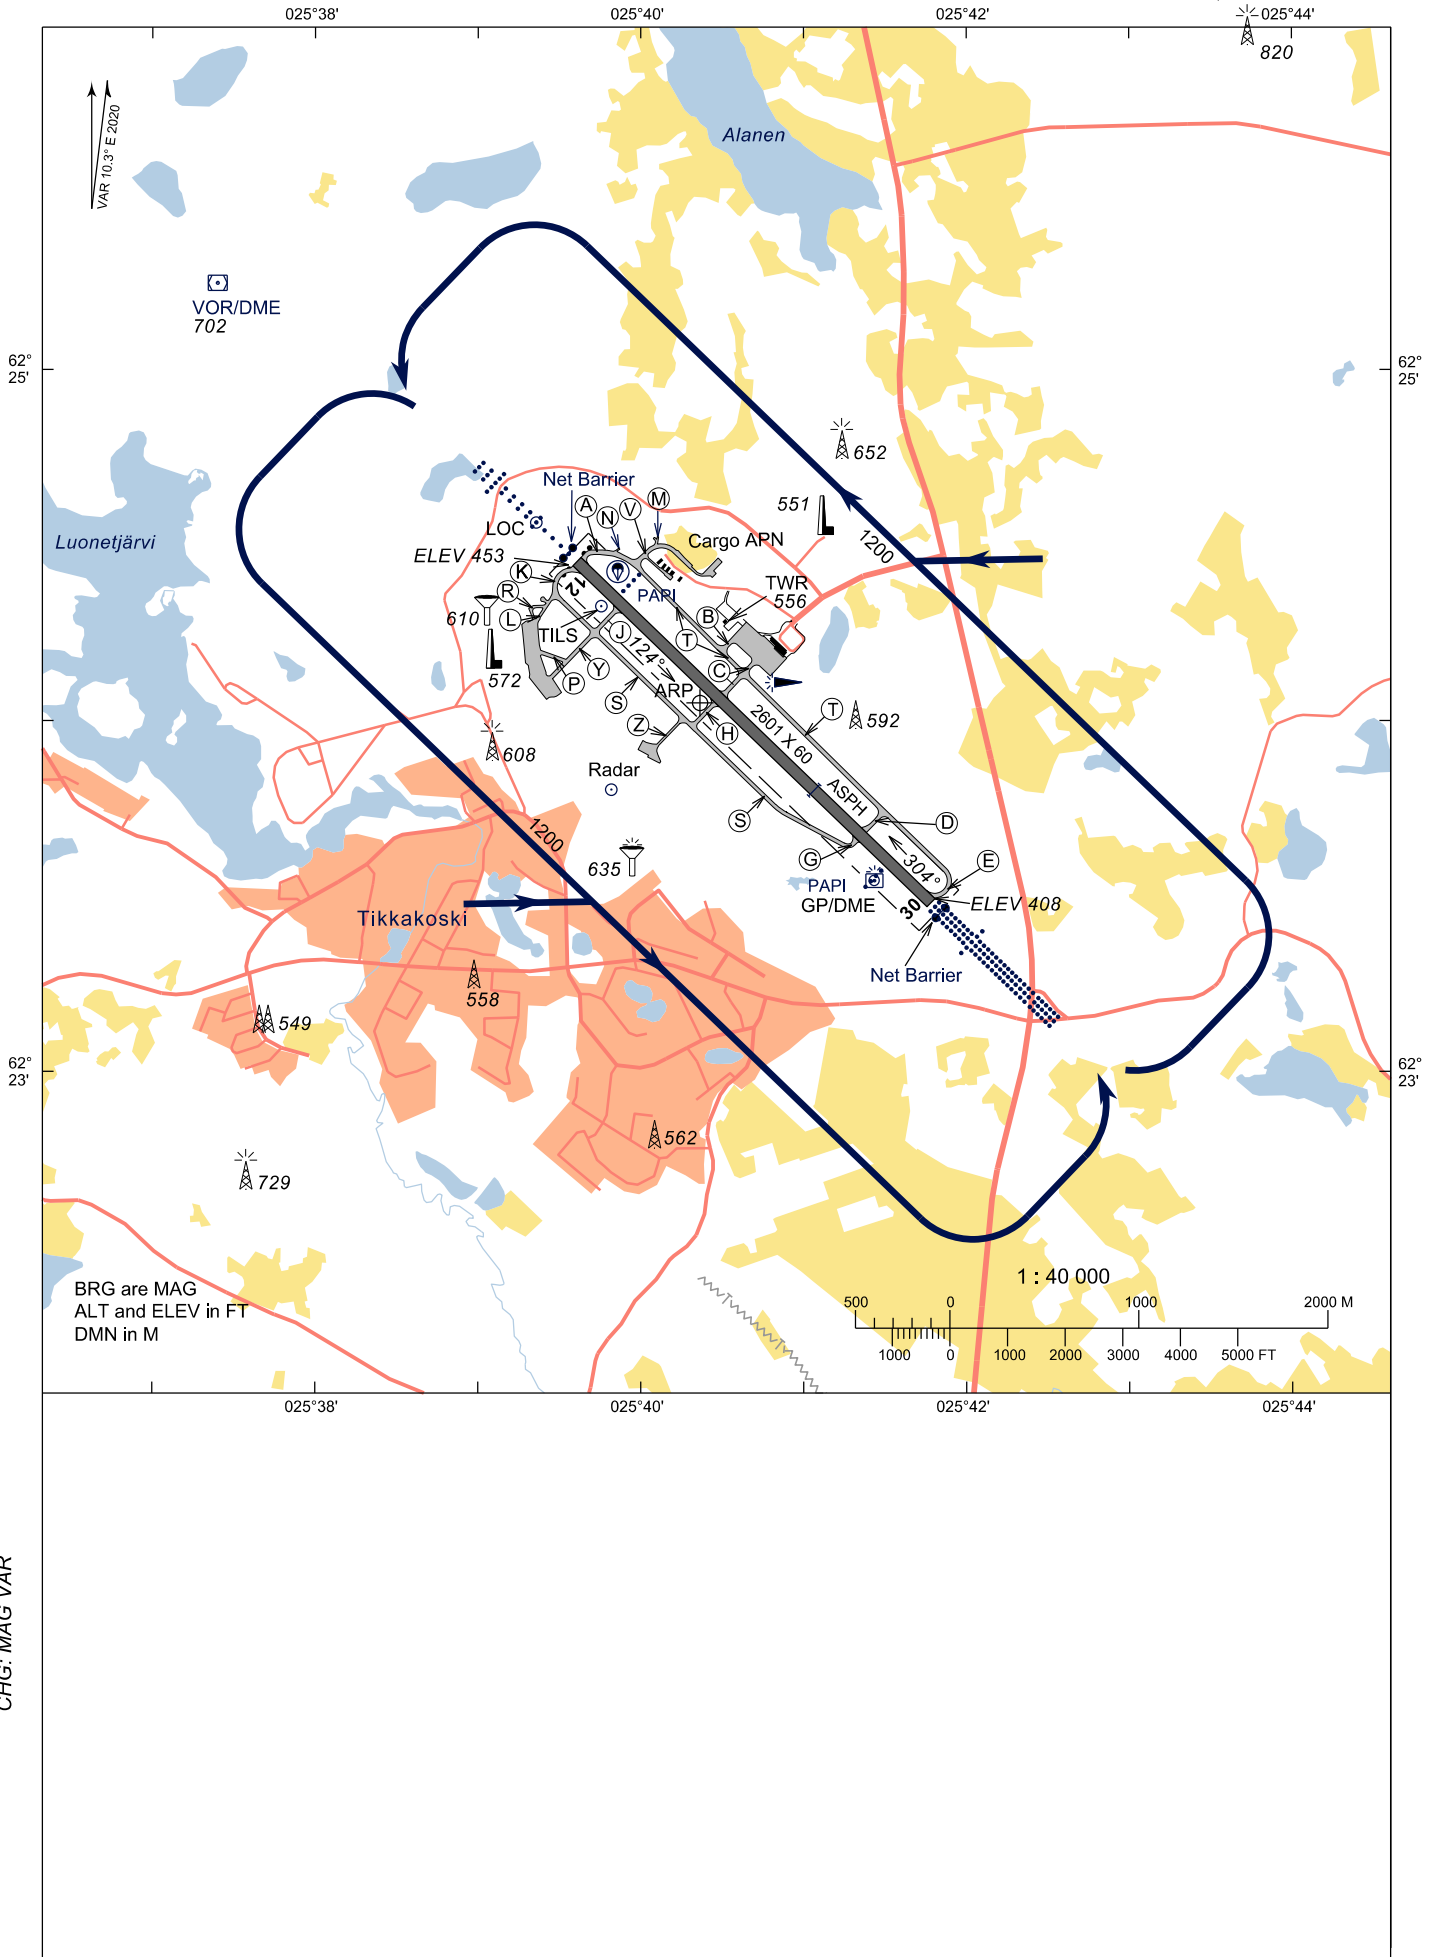 025°38'
025°40'
025°42'
025°44'
820
VAR 10.3° E 2020
Alanen
VOR/DME
702
62°
25'
62°
25'
652
Net Barrier
551
A
N
V
M
LOC
Cargo APN
1200
Luonetjärvi
ELEV 453
K
12
TWR
556
R
PAPI
610
L
TILS
J
B
T
124°
C
572
P
Y
ARP
S
592
T
2601 X 60
Z
H
608
Radar
ASPH
S
D
1200
G
E
304°
635
PAPI
GP/DME
30
ELEV 408
Tikkakoski
Net Barrier
558
549
62°
23'
62°
23'
562
729
BRG are MAG
ALT and ELEV in FT
DMN in M
1 : 40 000
500
0
1000
2000 M
1000
0
1000
2000
3000
4000
5000 FT
T
T
025°38'
025°40'
025°42'
025°44'
CHG: MAG VAR